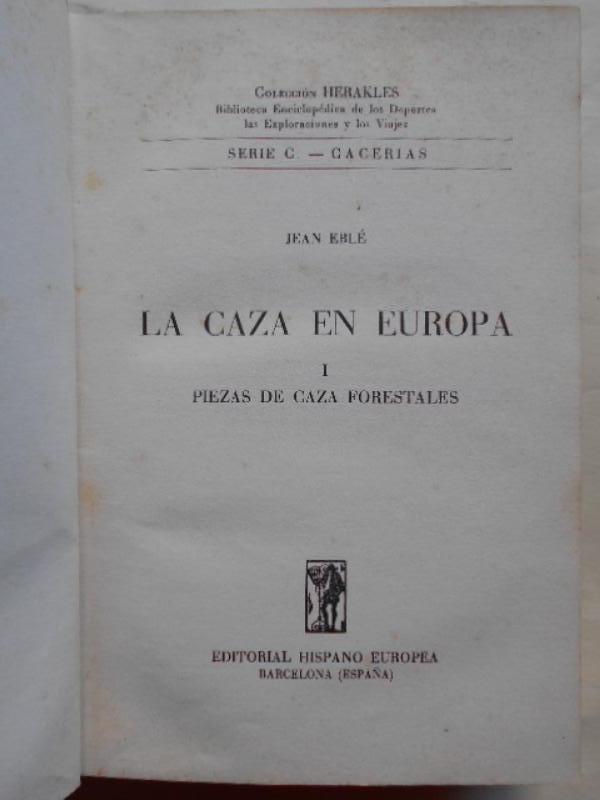 Colección HERAKLES
Biblioteca Enciclopédica de los Deportes
las Exploraciones y los Viajes
SERIE C. — CACERIAS
JEAN EBLÉ
LA CAZA EN EUROPA
I
PIEZAS DE CAZA FORESTALES
EDITORIAL HISPANO EUROPEA
BARCELONA (ESPAÑA)